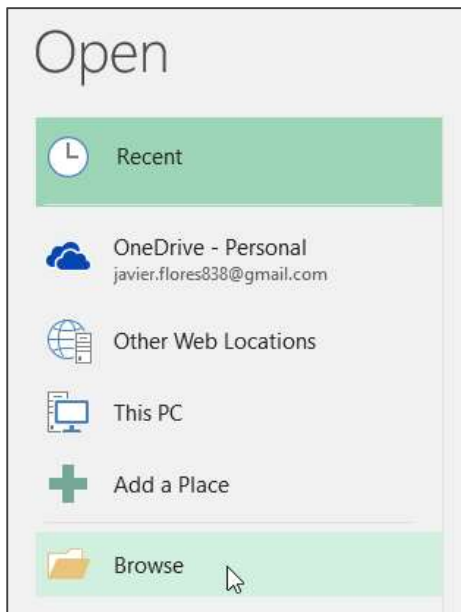 Open
Recent
OneDrive - Personal
javier.flores838@gmail.com
Other Web Locations
This PC
Add a Place
Browse